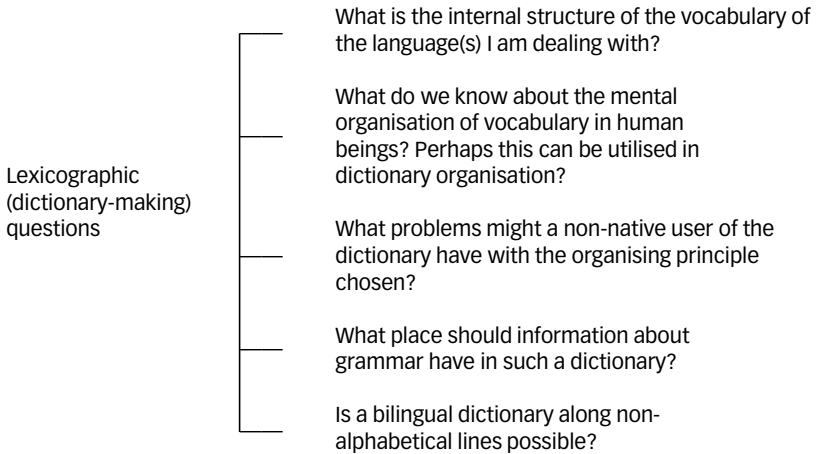 What is the internal structure of the vocabulary of
the language(s) I am dealing with?
What do we know about the mental
organisation of vocabulary in human
beings? Perhaps this can be utilised in
dictionary organisation?
Lexicographic
(dictionary-making)
questions
What problems might a non-native user of the
dictionary have with the organising principle
chosen?
What place should information about
grammar have in such a dictionary?
Is a bilingual dictionary along non-
alphabetical lines possible?